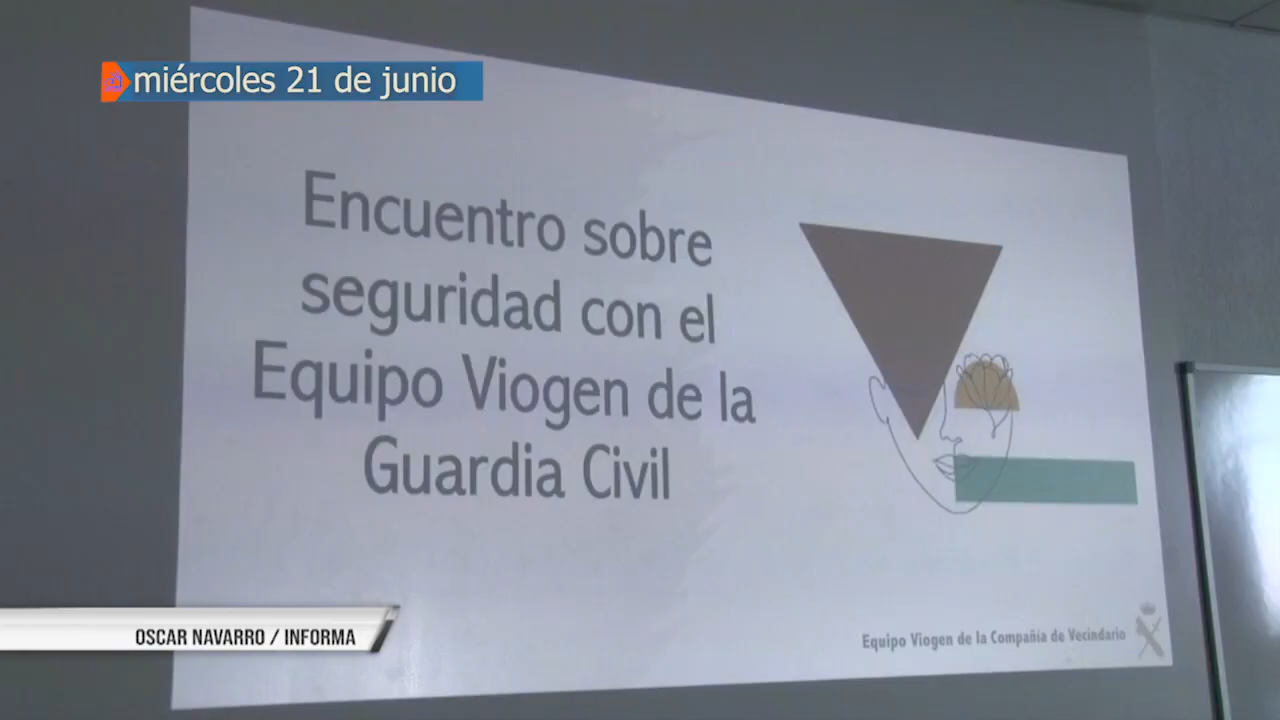 miércoles 21 de junio
Encuentro sobre
seguridad con el
Equipo Viogen de la
Guardia Civil
Equipo Viogen de la Compañía de Vecindario
OSCAR NAVARRO / INFORMA